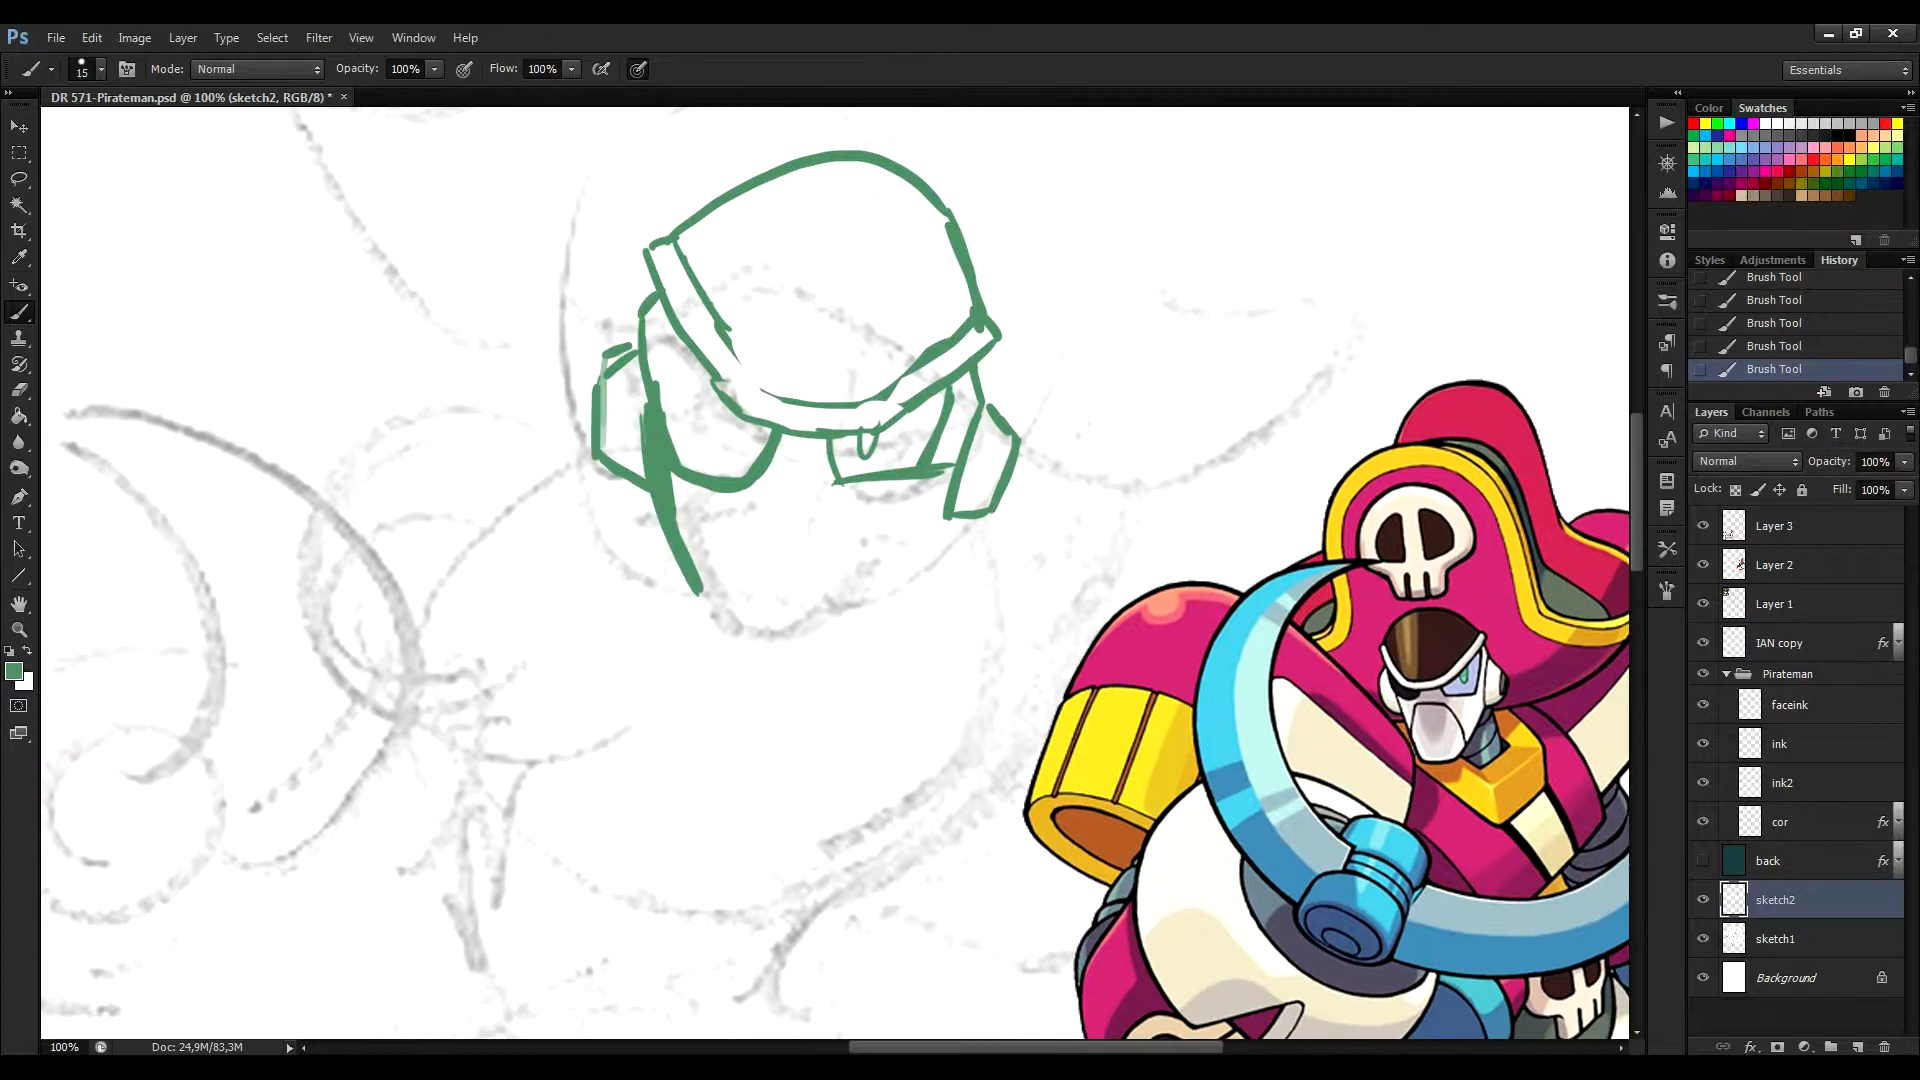 Ps File Edit Image Layer Type Select Filter View Window Help
15 Mode: Normal Opacity: 100% Flow: 100% Essentials
DR 571-Pirateman.psd @ 100% (sketch2, RGB/8) * ×
Color Swatches
Styles Adjustments History
Brush Tool
Brush Tool
Brush Tool
Brush Tool
Brush Tool
Layers Channels Paths
Kind
Normal Opacity: 100%
Lock: Fill: 100%
Layer 3
Layer 2
Layer 1
IAN copy fx
Pirateman
faceink
ink
ink2
cor fx
back fx
sketch2
sketch1
Background
100% Doc: 24,9M/83,3M